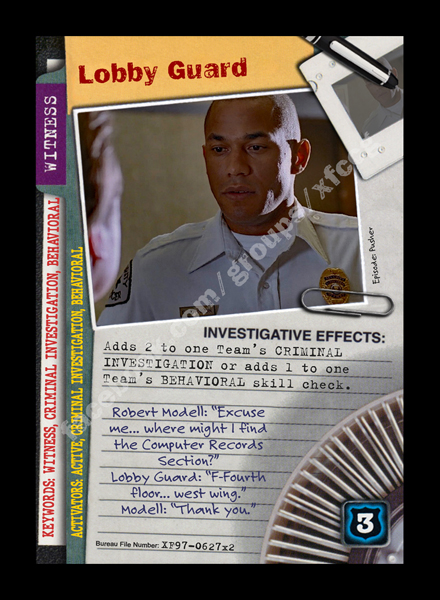 Lobby Guard
WITNESS
KEYWORDS: WITNESS, CRIMINAL INVESTIGATION, BEHAVIORAL
ACTIVATORS: ACTIVE, CRIMINAL INVESTIGATION, BEHAVIORAL
Episode: Pusher
INVESTIGATIVE EFFECTS:
Adds 2 to one Team's CRIMINAL
INVESTIGATION or adds 1 to one
Team's BEHAVIORAL skill check.
Robert Modell: "Excuse
me... where might I find
the Computer Records
Section?"
Lobby Guard: "F-Fourth
floor... west wing."
Modell: "Thank you."
Bureau File Number: XF97-0627x2
3